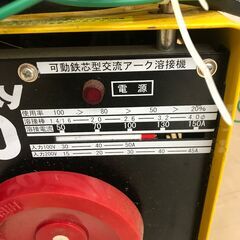 可動鉄芯型交流アーク溶接機
電源
使用率 100 > 80 > 50 > 20%
溶接棒 1.4/1.6 2.0 2.6 3.2 4.0φ
溶接電流 50 70 100 130 150A
入力100V 30 40 50A
入力200V 15 20 30 40 45A